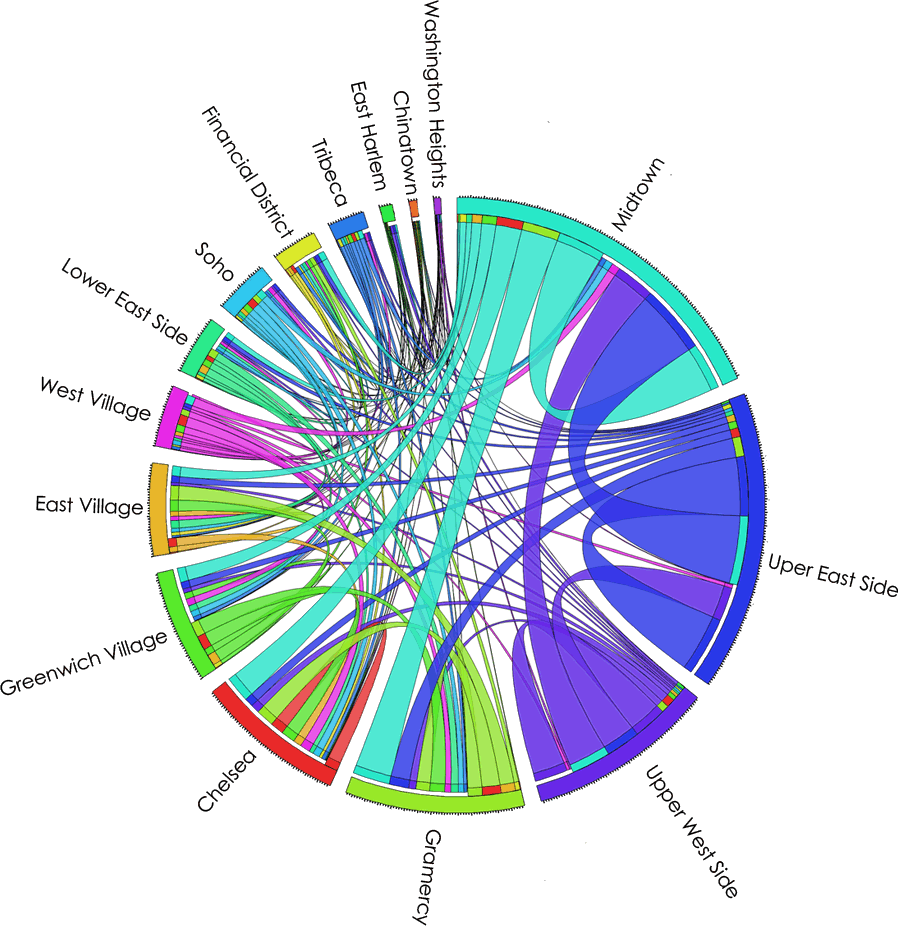 Washington Heights
Chinatown
East Harlem
Tribeca
Financial District
Soho
Lower East Side
West Village
East Village
Greenwich Village
Chelsea
Gramercy
Upper West Side
Uper East Side
Midtown